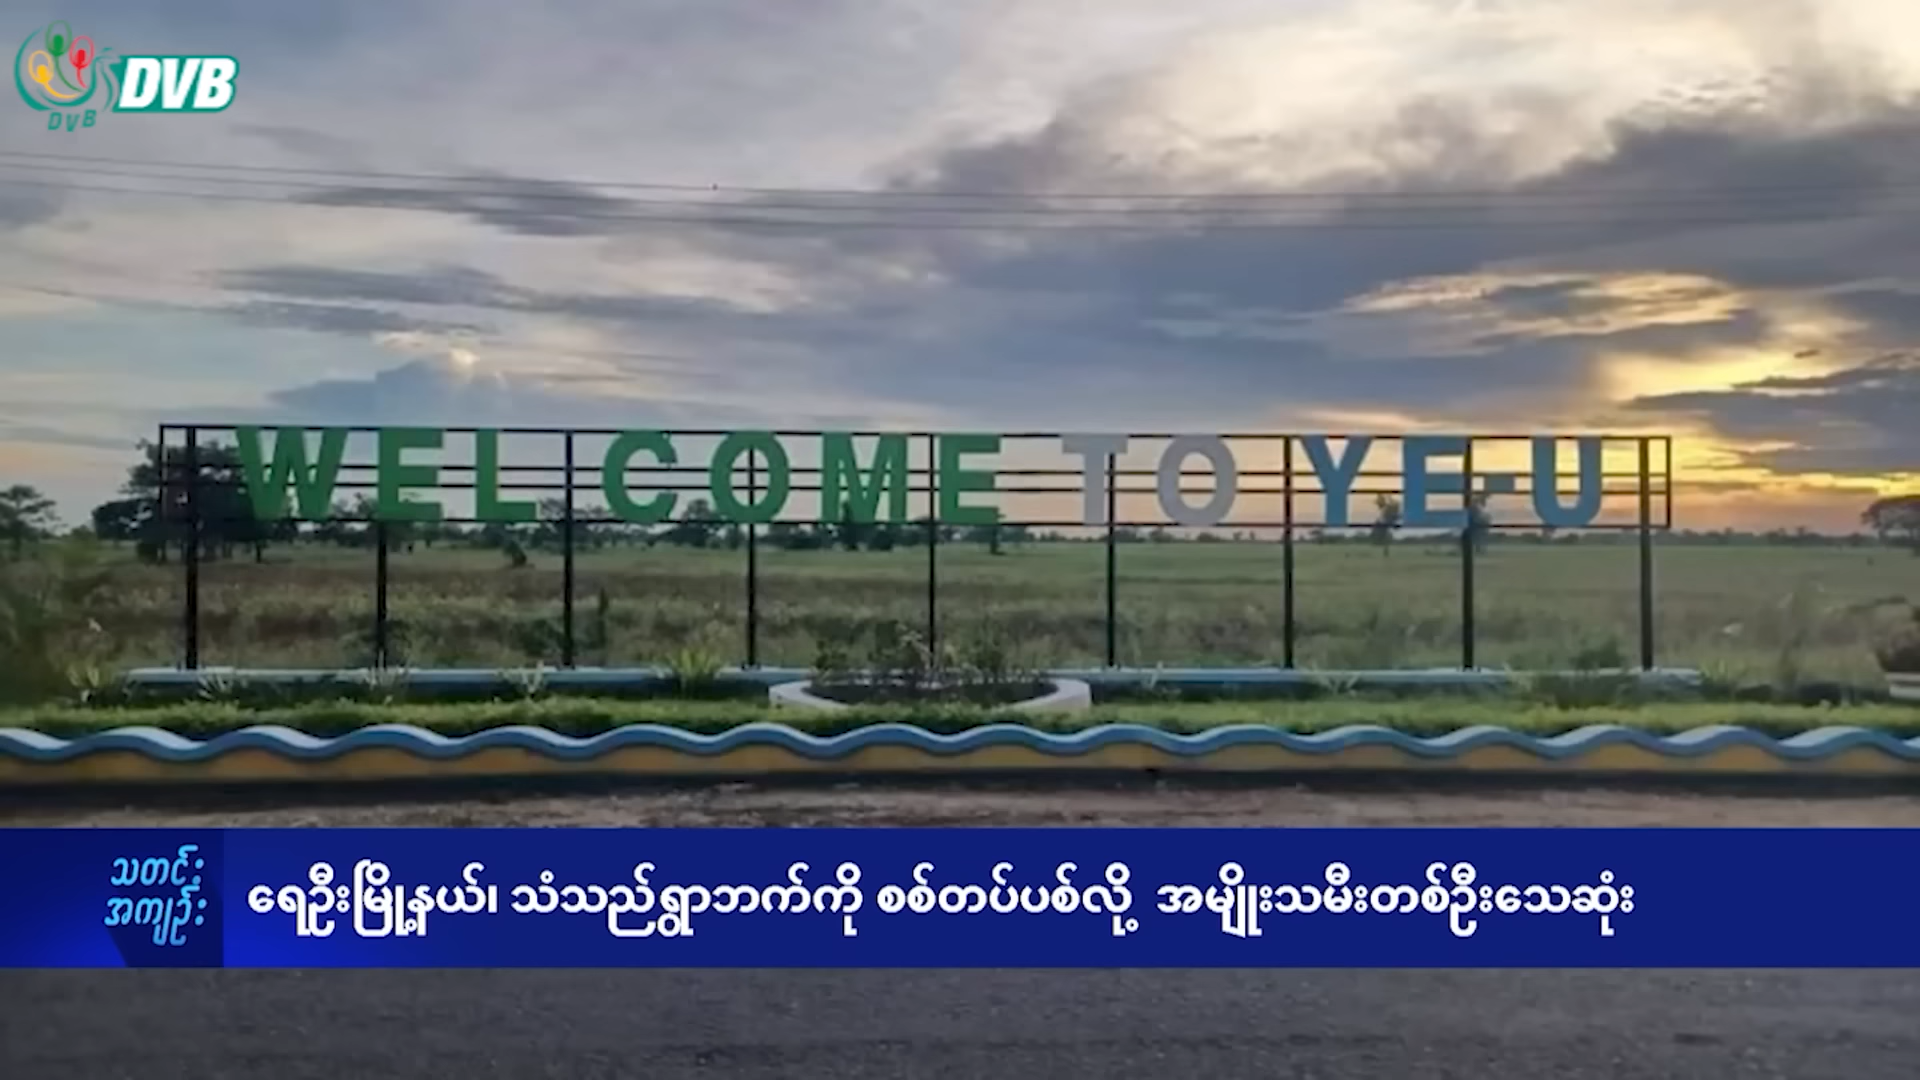 DVB
DVB
WELCOME TO YE-U
သတင်း
အကျဉ်း
ရေဦးမြို့နယ်၊ သံသည်ရွာဘက်ကို စစ်တပ်ပစ်လို့ အမျိုးသမီးတစ်ဦးသေဆုံး